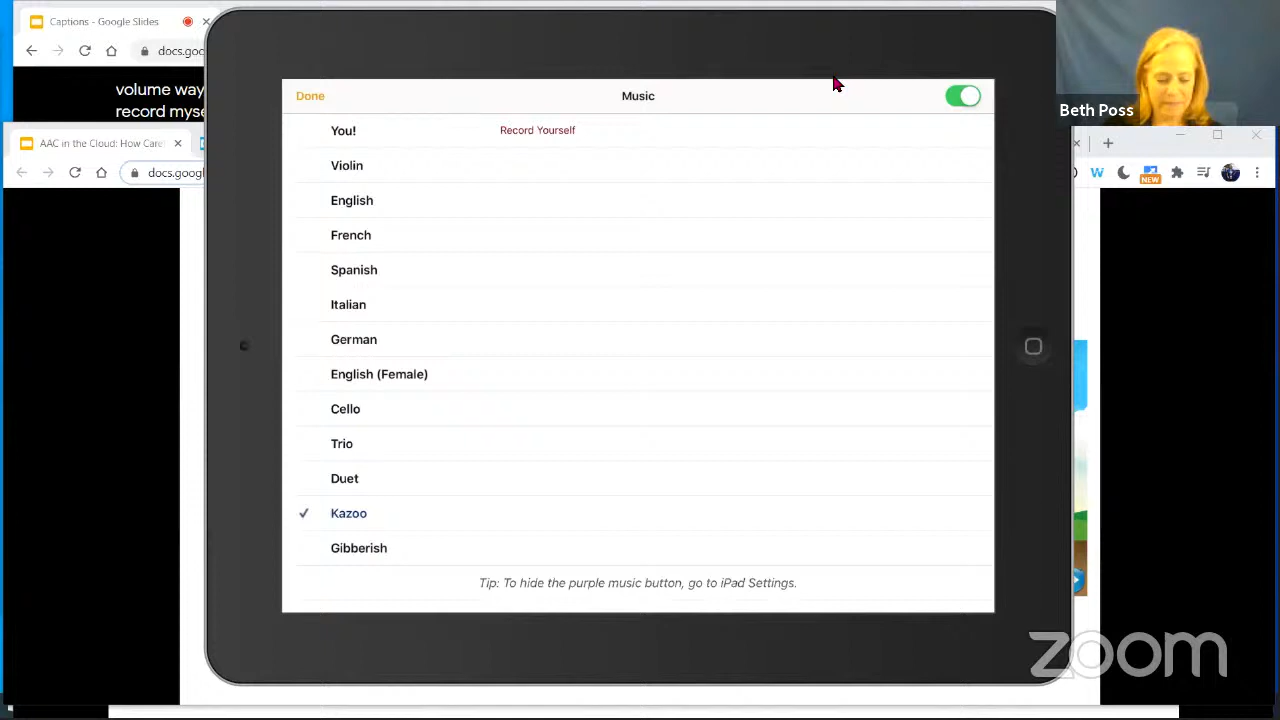 Captions - Google Slides
docs.goo
volume way
record myse
AAC in the Cloud: How Care
docs.googl
Done
Music
You!
Record Yourself
Violin
English
French
Spanish
Italian
German
English (Female)
Cello
Trio
Duet
Kazoo
Gibberish
Tip: To hide the purple music button, go to iPad Settings.
Beth Poss
W
NEW
zoom